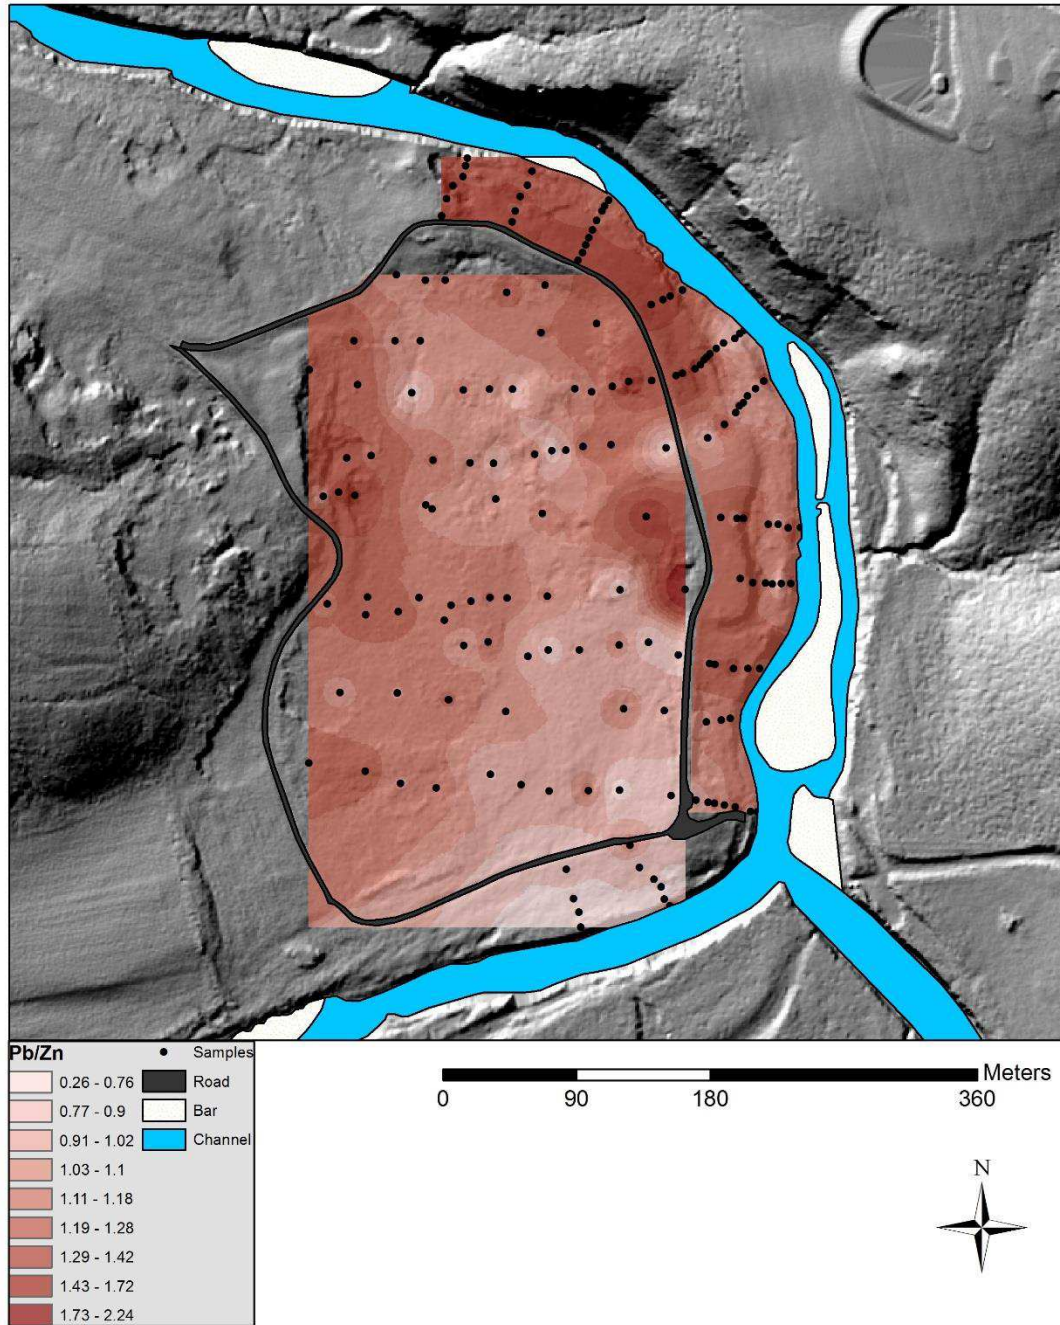 Pb/Zn
0.26 - 0.76
0.77 - 0.9
0.91 - 1.02
1.03 - 1.1
1.11 - 1.18
1.19 - 1.28
1.29 - 1.42
1.43 - 1.72
1.73 - 2.24
Samples
Road
Bar
Channel
Meters
0 90 180 360
N